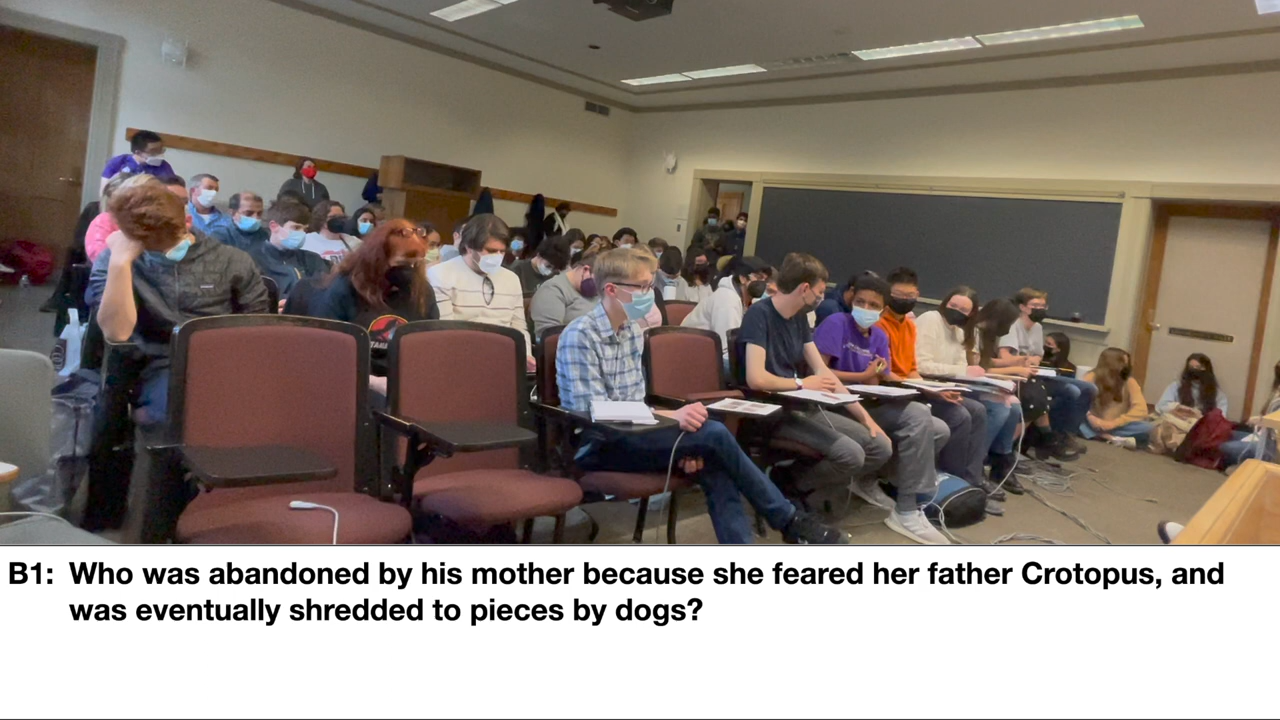 B1: Who was abandoned by his mother because she feared her father Crotopus, and
was eventually shredded to pieces by dogs?